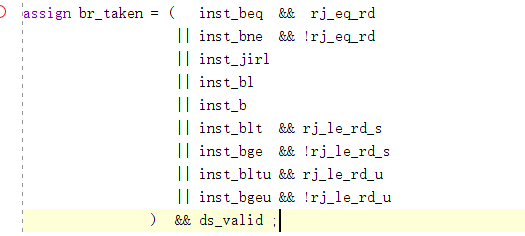 assign br_taken = (   inst_beq  &&  rj_eq_rd
|| inst_bne  && !rj_eq_rd
|| inst_jirl
|| inst_bl
|| inst_b
|| inst_blt  && rj_le_rd_s
|| inst_bge  && !rj_le_rd_s
|| inst_bltu && rj_le_rd_u
|| inst_bgeu && !rj_le_rd_u
)  && ds_valid ;